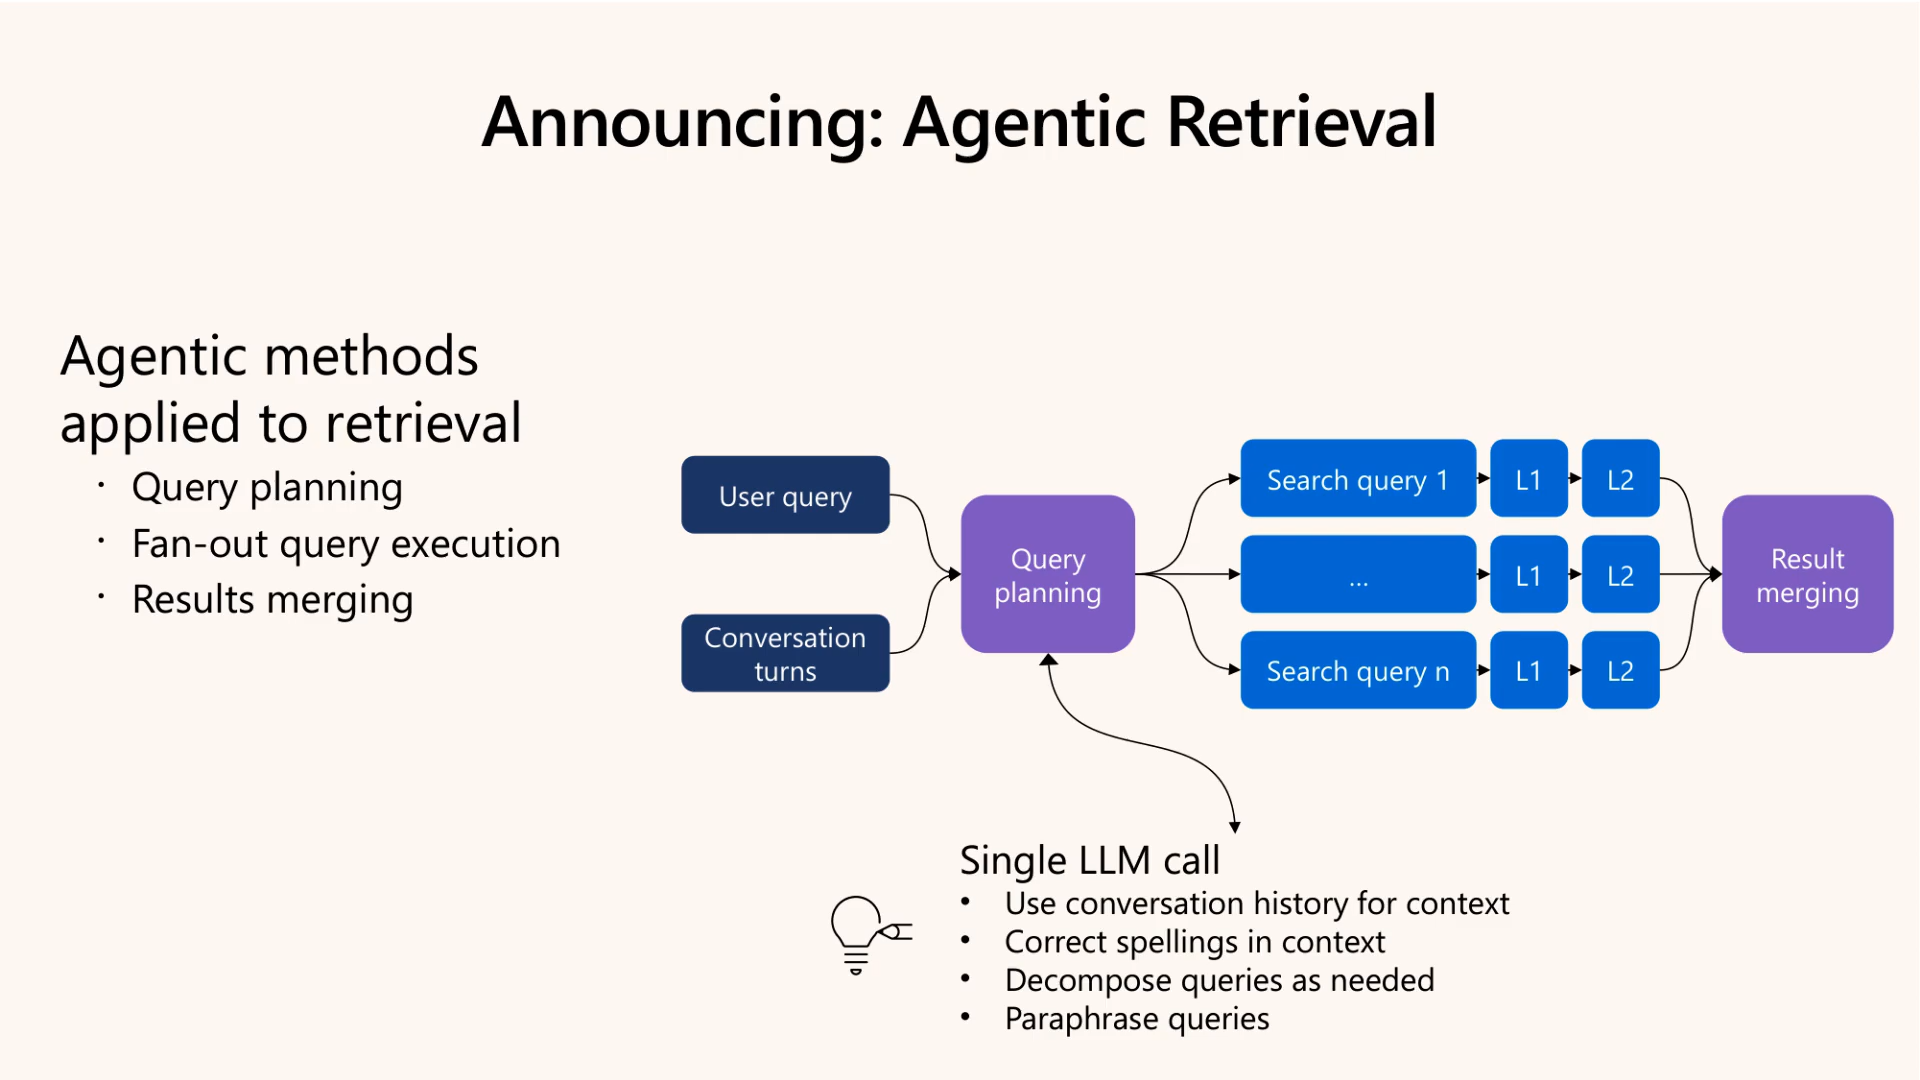 Announcing: Agentic Retrieval
Agentic methods
applied to retrieval
· Query planning
· Fan-out query execution
· Results merging
User query
Conversation
turns
Query
planning
Search query 1
L1
L2
...
L1
L2
Search query n
L1
L2
Result
merging
Single LLM call
• Use conversation history for context
• Correct spellings in context
• Decompose queries as needed
• Paraphrase queries